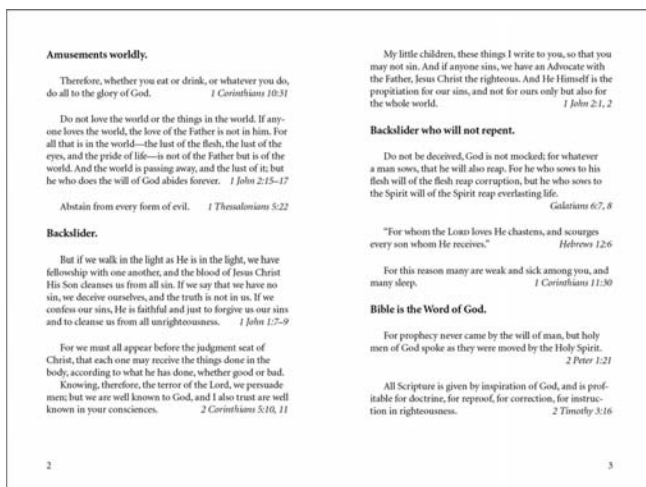 Amusements worldly.
Therefore, whether you eat or drink, or whatever you do,
do all to the glory of God. 1 Corinthians 10:31
Do not love the world or the things in the world. If any-
one loves the world, the love of the Father is not in him. For
all that is in the world—the lust of the flesh, the lust of the
eyes, and the pride of life—is not of the Father but is of the
world. And the world is passing away, and the lust of it; but
he who does the will of God abides forever. 1 John 2:15–17
Abstain from every form of evil. 1 Thessalonians 5:22
Backslider.
But if we walk in the light as He is in the light, we have
fellowship with one another, and the blood of Jesus Christ
His Son cleanses us from all sin. If we say that we have no
sin, we deceive ourselves, and the truth is not in us. If we
confess our sins, He is faithful and just to forgive us our sins
and to cleanse us from all unrighteousness. 1 John 1:7–9
For we must all appear before the judgment seat of
Christ, that each one may receive the things done in the
body, according to what he has done, whether good or bad.
Knowing, therefore, the terror of the Lord, we persuade
men; but we are well known to God, and I also trust are well
known in your consciences. 2 Corinthians 5:10, 11
2
My little children, these things I write to you, so that you
may not sin. And if anyone sins, we have an Advocate with
the Father, Jesus Christ the righteous. And He Himself is the
propitiation for our sins, and not for ours only but also for
the whole world. 1 John 2:1, 2
Backslider who will not repent.
Do not be deceived, God is not mocked; for whatever
a man sows, that he will also reap. For he who sows to his
flesh will of the flesh reap corruption, but he who sows to
the Spirit will of the Spirit reap everlasting life.
Galatians 6:7, 8
“For whom the LORD loves He chastens, and scourges
every son whom He receives.” Hebrews 12:6
For this reason many are weak and sick among you, and
many sleep. 1 Corinthians 11:30
Bible is the Word of God.
For prophecy never came by the will of man, but holy
men of God spoke as they were moved by the Holy Spirit.
2 Peter 1:21
All Scripture is given by inspiration of God, and is prof-
itable for doctrine, for reproof, for correction, for instruc-
tion in righteousness. 2 Timothy 3:16
3